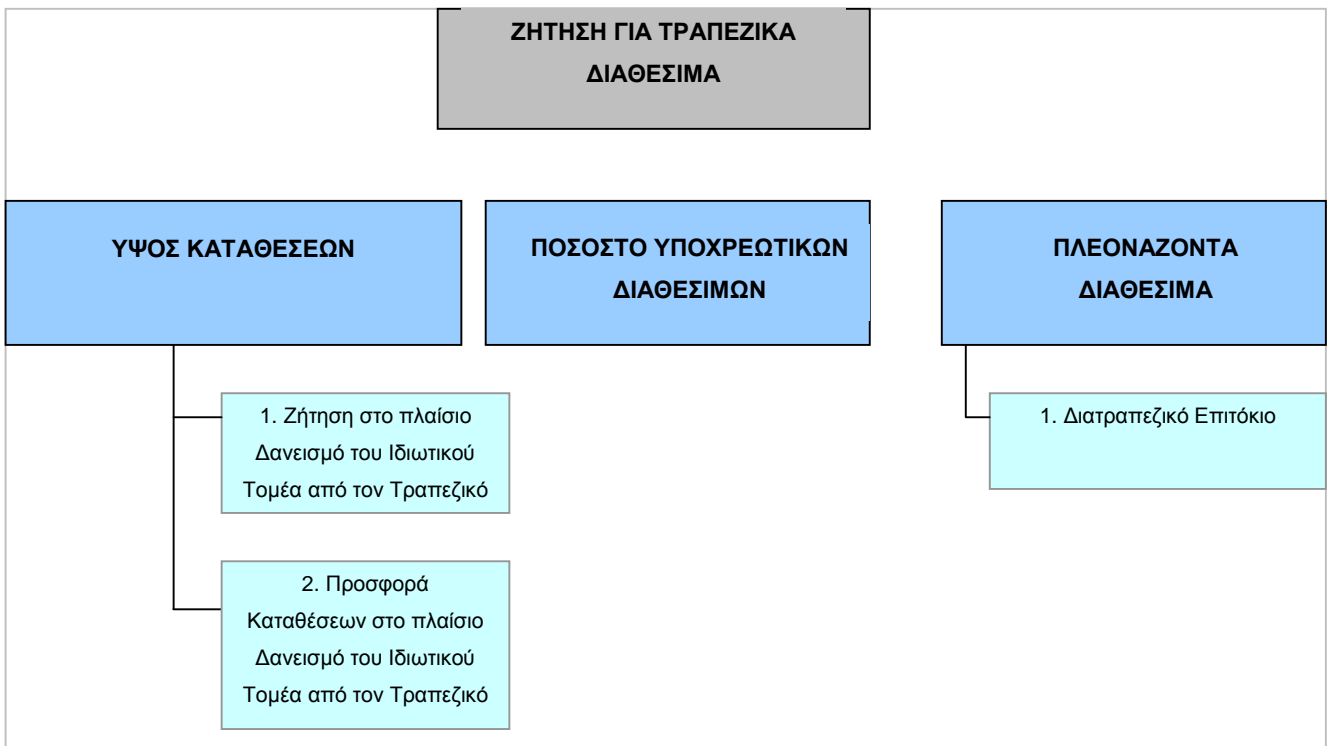 ΖΗΤΗΣΗ ΓΙΑ ΤΡΑΠΕΖΙΚΑ
ΔΙΑΘΕΣΙΜΑ
ΥΨΟΣ ΚΑΤΑΘΕΣΕΩΝ
ΠΟΣΟΣΤΟ ΥΠΟΧΡΕΩΤΙΚΩΝ
ΔΙΑΘΕΣΙΜΩΝ
ΠΛΕΟΝΑΖΟΝΤΑ
ΔΙΑΘΕΣΙΜΑ
1. Ζήτηση στο πλαίσιο
Δανεισμό του Ιδιωτικού
Τομέα από τον Τραπεζικό
2. Προσφορά
Καταθέσεων στο πλαίσιο
Δανεισμό του Ιδιωτικού
Τομέα από τον Τραπεζικό
1. Διατραπεζικό Επιτόκιο